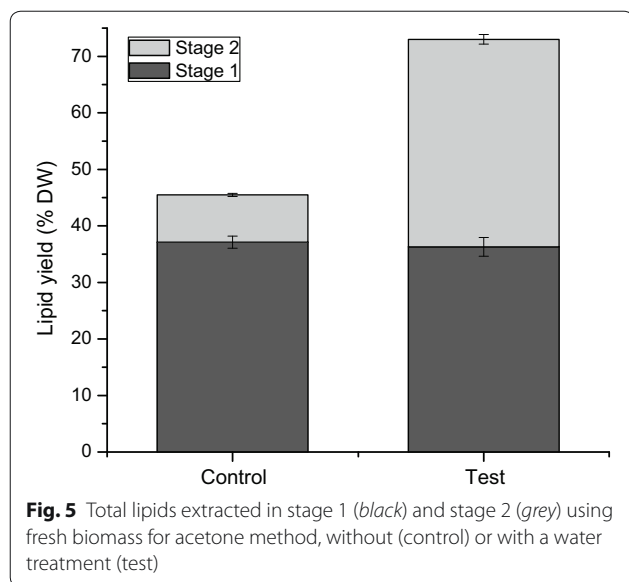 Stage 2
Stage 1
70
60
50
40
30
20
10
0
Lipid yield (% DW)
Control
Test
Fig. 5 Total lipids extracted in stage 1 (black) and stage 2 (grey) using
fresh biomass for acetone method, without (control) or with a water
treatment (test)